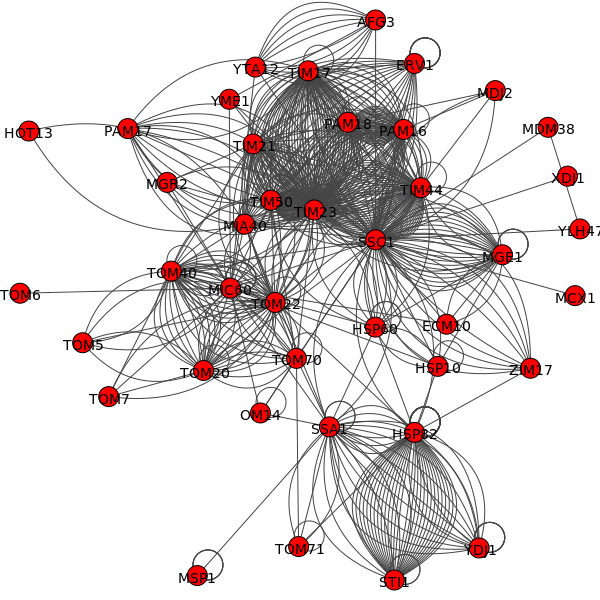 AFG3
ERV1
YTA12
TIM17
MDJ2
YME1
PAM18
PAM16
MDM38
HOT13
PAM17
TIM21
XDJ1
MGR2
TIM44
TIM50
TIM23
MIA40
SSC1
YLH47
MGE1
TOM40
MIC60
TOM6
MCX1
TOM22
HSP60
ECM10
TOM5
TOM70
HSP10
ZIM17
TOM20
TOM7
OM14
SSA1
HSP82
TOM71
YDJ1
MSP1
STI1